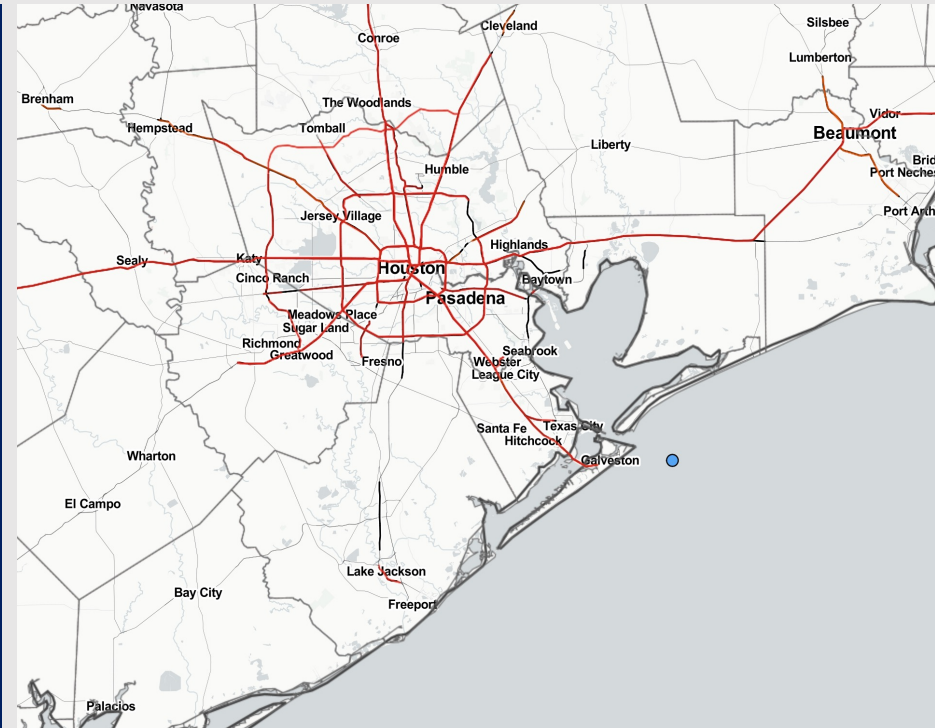 Navasota
Cleveland
Silsbee
Conroe
Lumberton
Brenham
The Woodlands
Vidor
Hempstead
Tomball
Beaumont
Liberty
Humble
Port Neches
Port Arth
Jersey Village
Highlands
Sealy
Katy
Houston
Cinco Ranch
Baytown
Pasadena
Meadows Place
Sugar Land
Richmond
Greatwood
Seabrook
Fresno
Webster
League City
Santa Fe
Texas City
Hitchcock
Wharton
Galveston
El Campo
Lake Jackson
Bay City
Freeport
Palacios